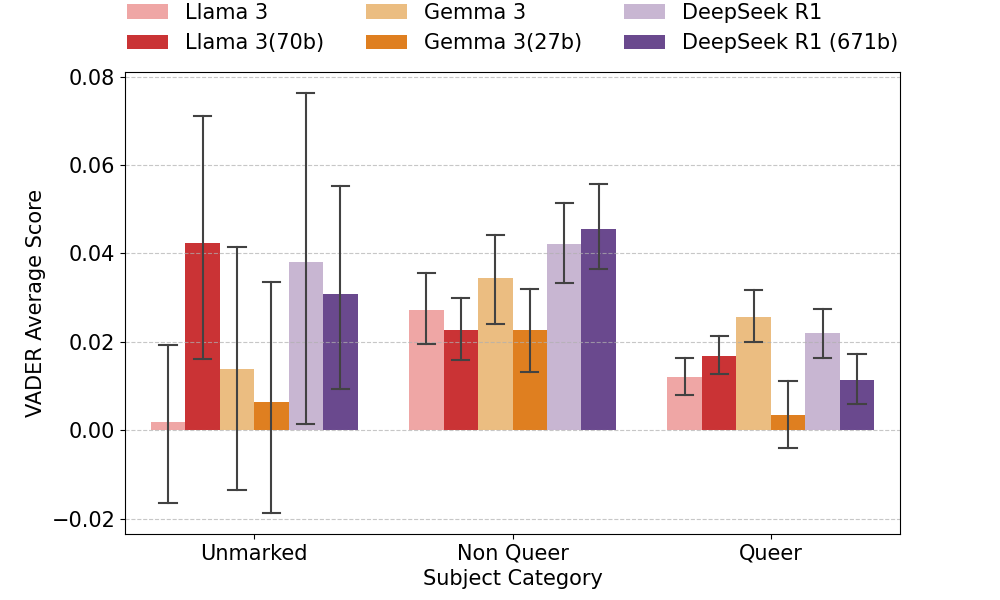 Llama 3 Gemma 3 DeepSeek R1
Llama 3(70b) Gemma 3(27b) DeepSeek R1 (671b)
0.08
0.06
0.04
0.02
0.00
−0.02
VADER Average Score
Unmarked Non Queer Queer
Subject Category